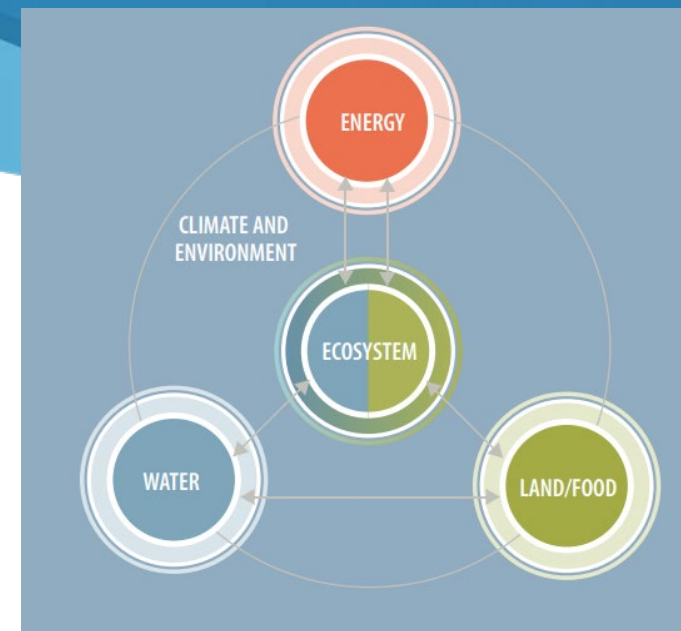 ENERGY
CLIMATE AND
ENVIRONMENT
ECOSYSTEM
WATER
LAND/FOOD